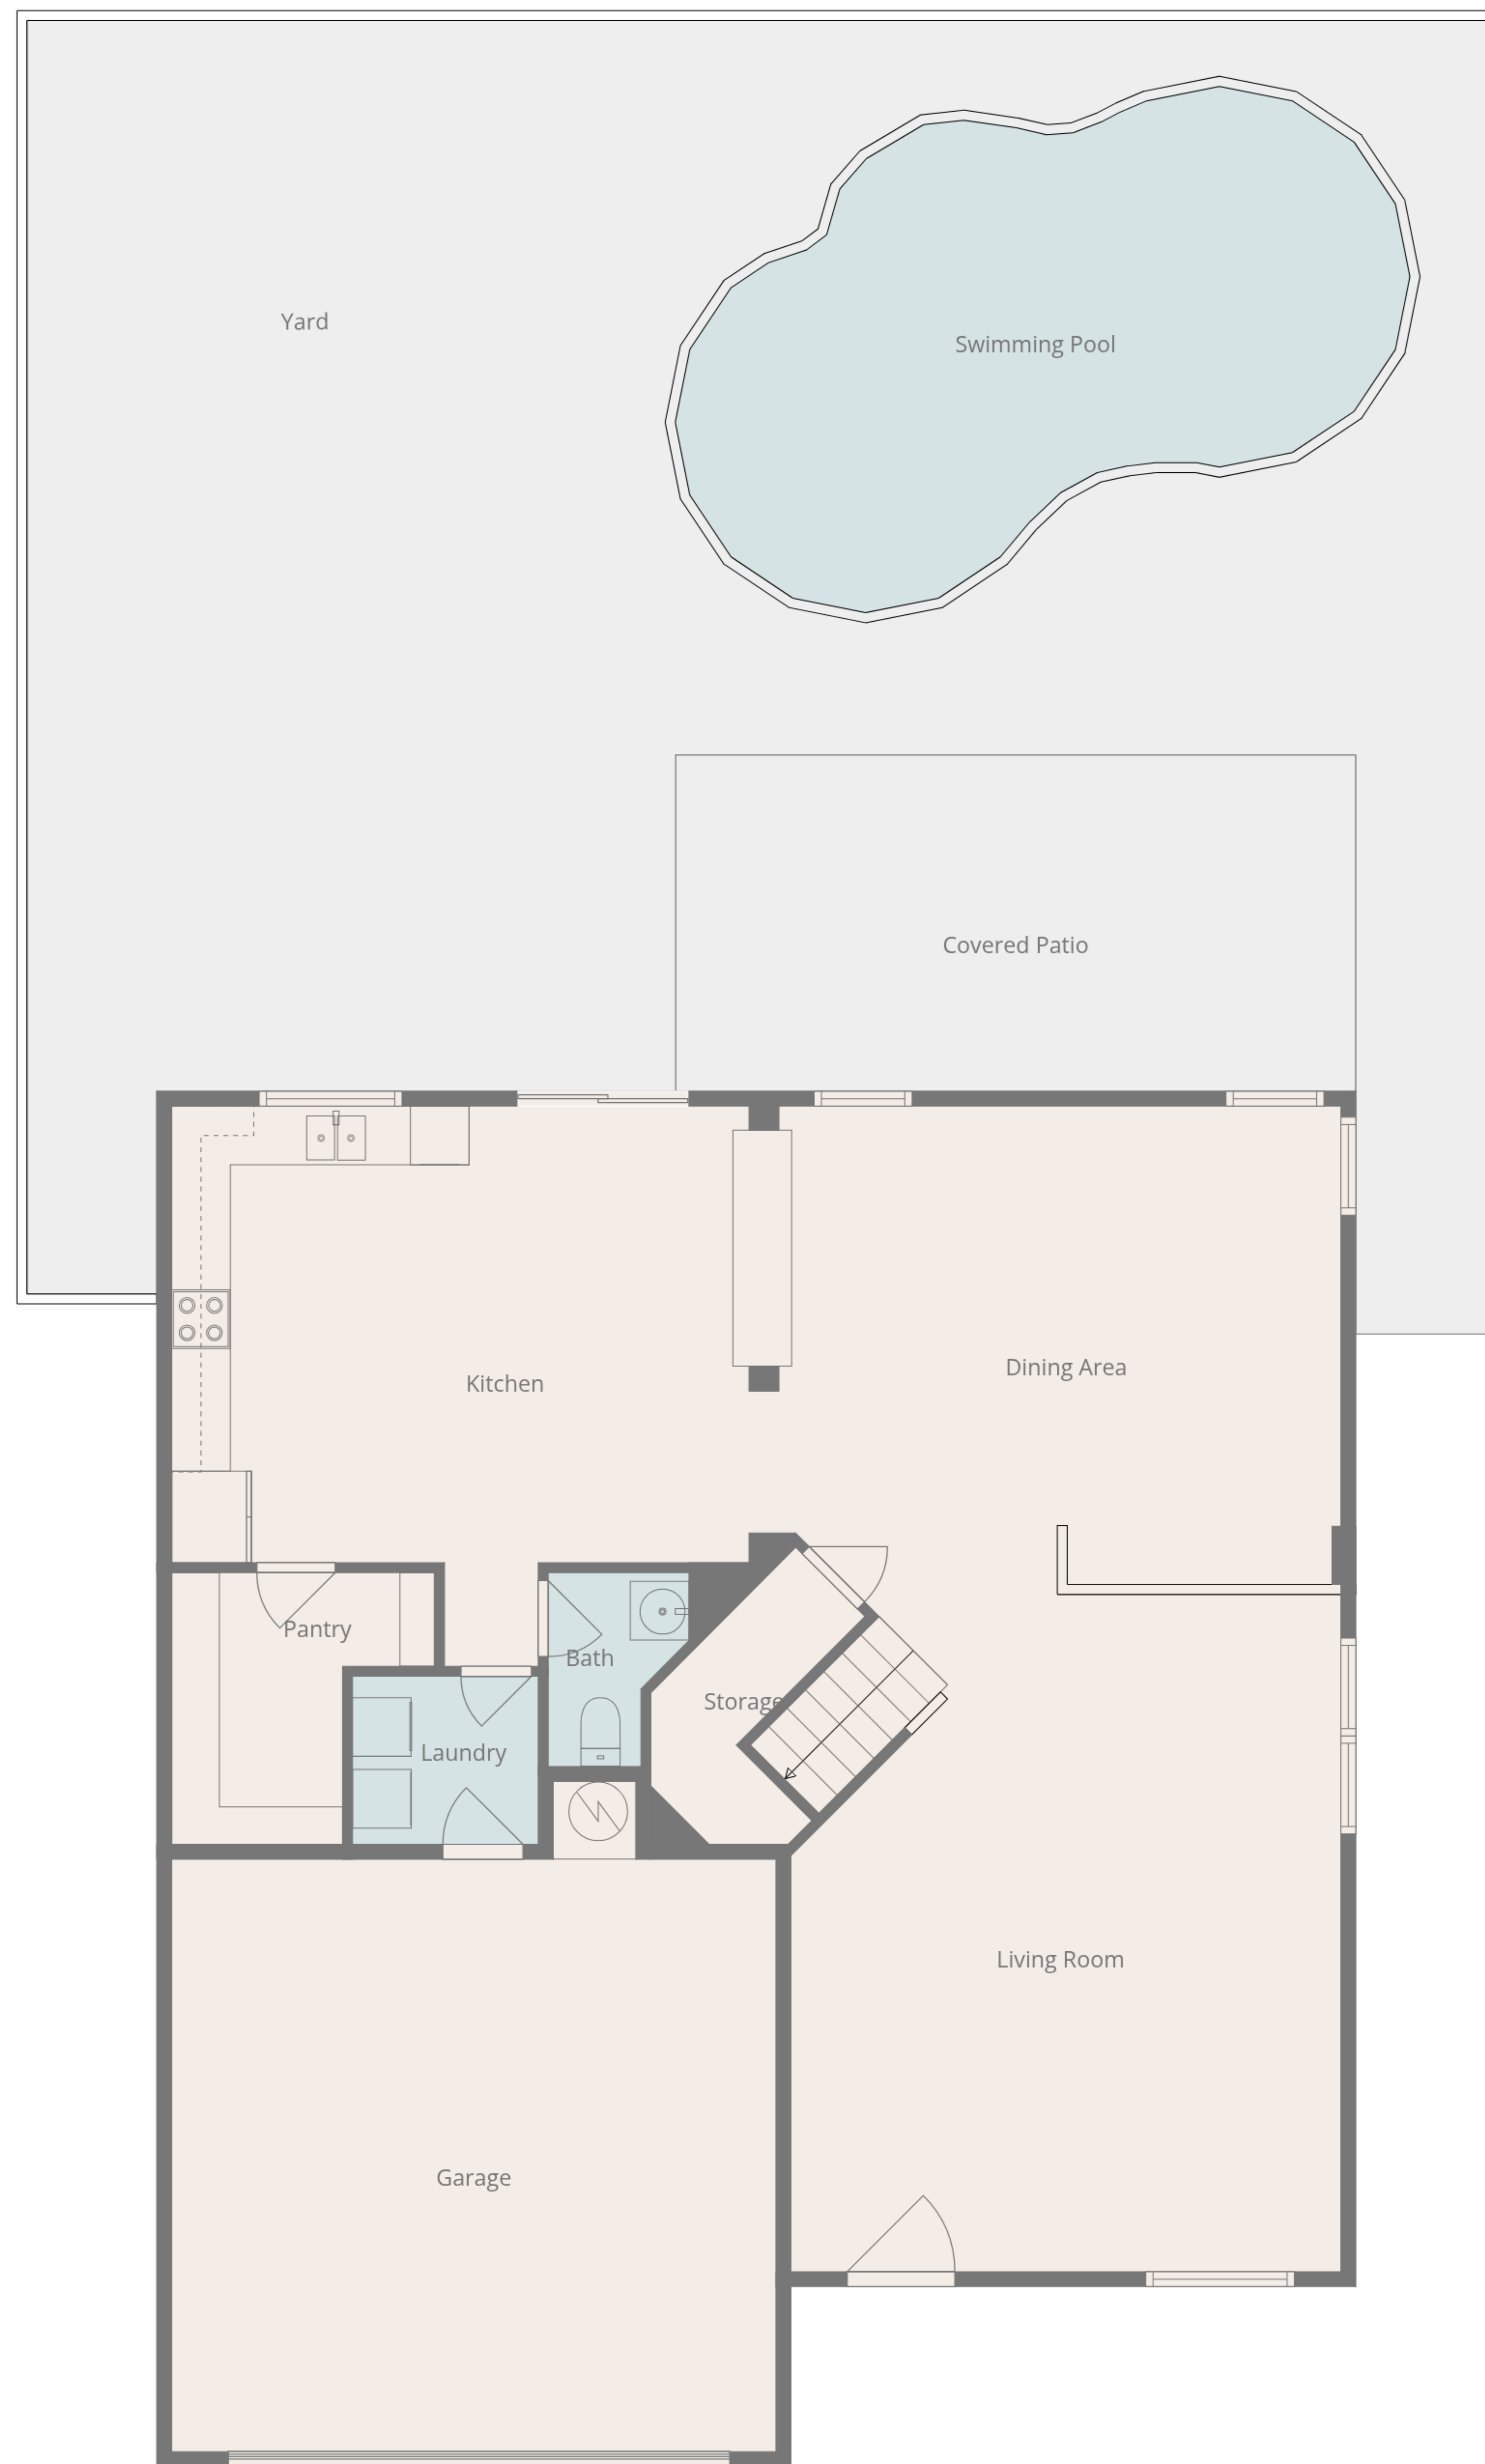 Yard
Swimming Pool
Covered Patio
Dining Area
Kitchen
Pantry
Bath
Storage
Laundry
Living Room
Garage